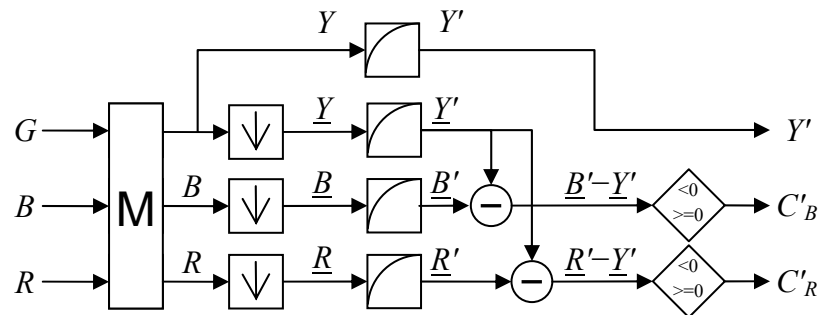 Y Y′
G Y Y′ Y′
M
B B B B′ B′−Y′ <0 >=0 C′B
R R R R′ R′−Y′ <0 >=0 C′R